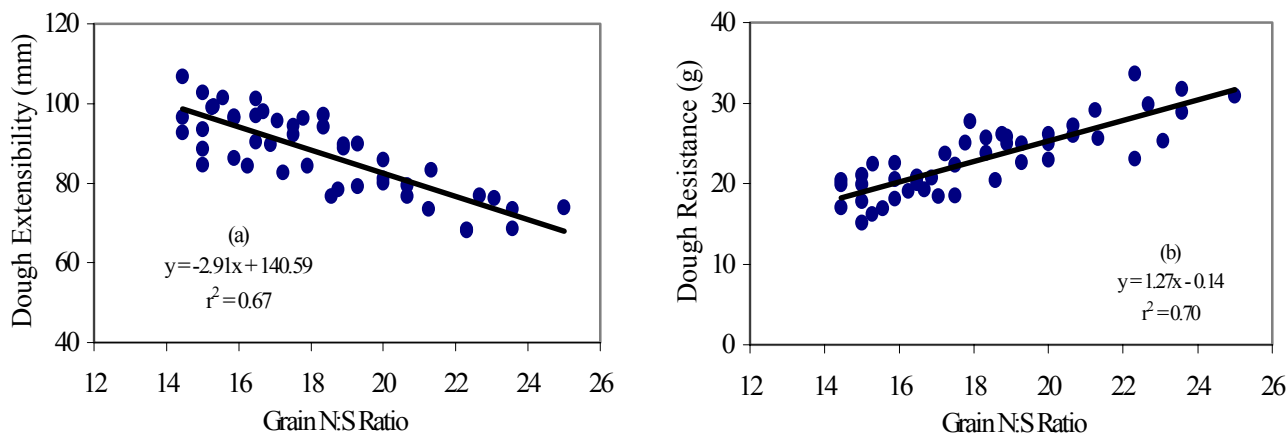 120
100
80
60
40
Dough Extensibility (mm)
(a)
y = -2.91x + 140.59
r² = 0.67
12 14 16 18 20 22 24 26
Grain N:S Ratio
40
30
20
10
0
Dough Resistance (g)
(b)
y = 1.27x - 0.14
r² = 0.70
12 14 16 18 20 22 24 26
Grain N:S Ratio